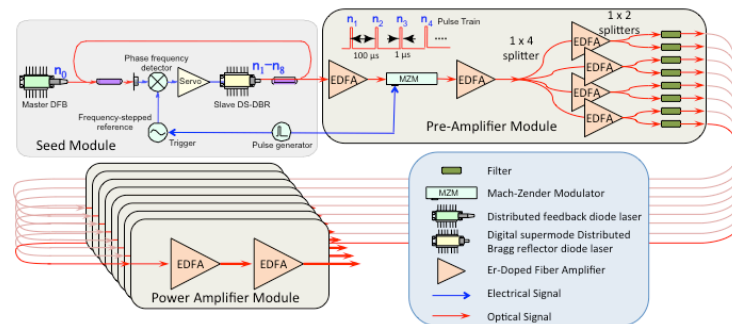 n1 n2 n3 n4 Pulse Train
....
100 µs 1 µs
1 x 4
splitter
1 x 2
splitters
Phase frequency
detector
n0
Servo
n1−n8
Master DFB
Slave DS-DBR
Frequency-stepped
reference
Trigger
Pulse generator
Seed Module
EDFA
MZM
EDFA
EDFA
EDFA
EDFA
EDFA
Pre-Amplifier Module
EDFA
EDFA
Power Amplifier Module
Filter
MZM
Mach-Zender Modulator
Distributed feedback diode laser
Digital supermode Distributed
Bragg reflector diode laser
Er-Doped Fiber Amplifier
Electrical Signal
Optical Signal